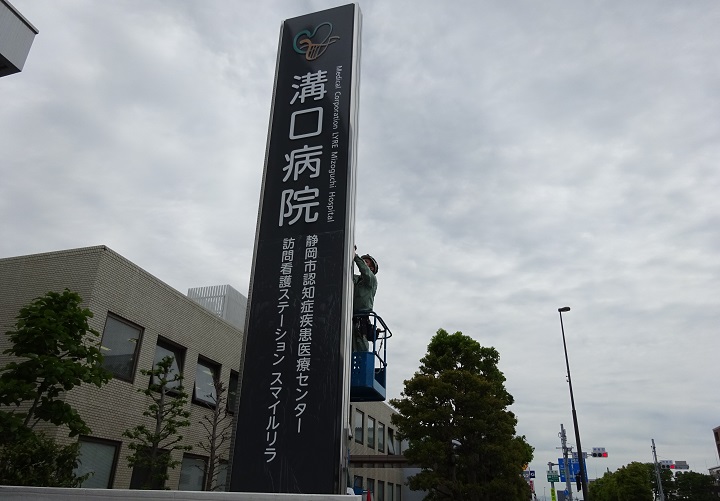 Medical Corporation LYRE Mizoguchi Hospital
溝口病院
静岡市認知症疾患医療センター
訪問看護ステーション スマイルリラ